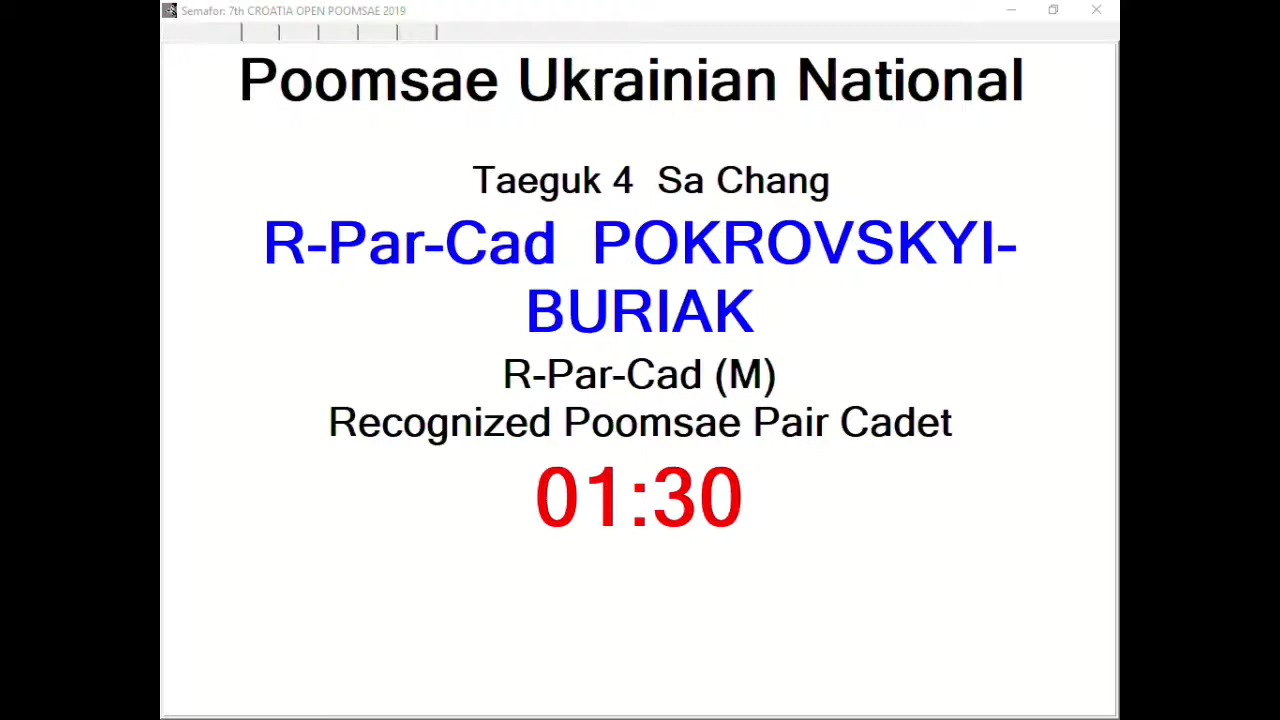 Semafor: 7th CROATIA OPEN POOMSAE 2019
Poomsae Ukrainian National
Taeguk 4  Sa Chang
R-Par-Cad  POKROVSKYI-
BURIAK
R-Par-Cad (M)
Recognized Poomsae Pair Cadet
01:30